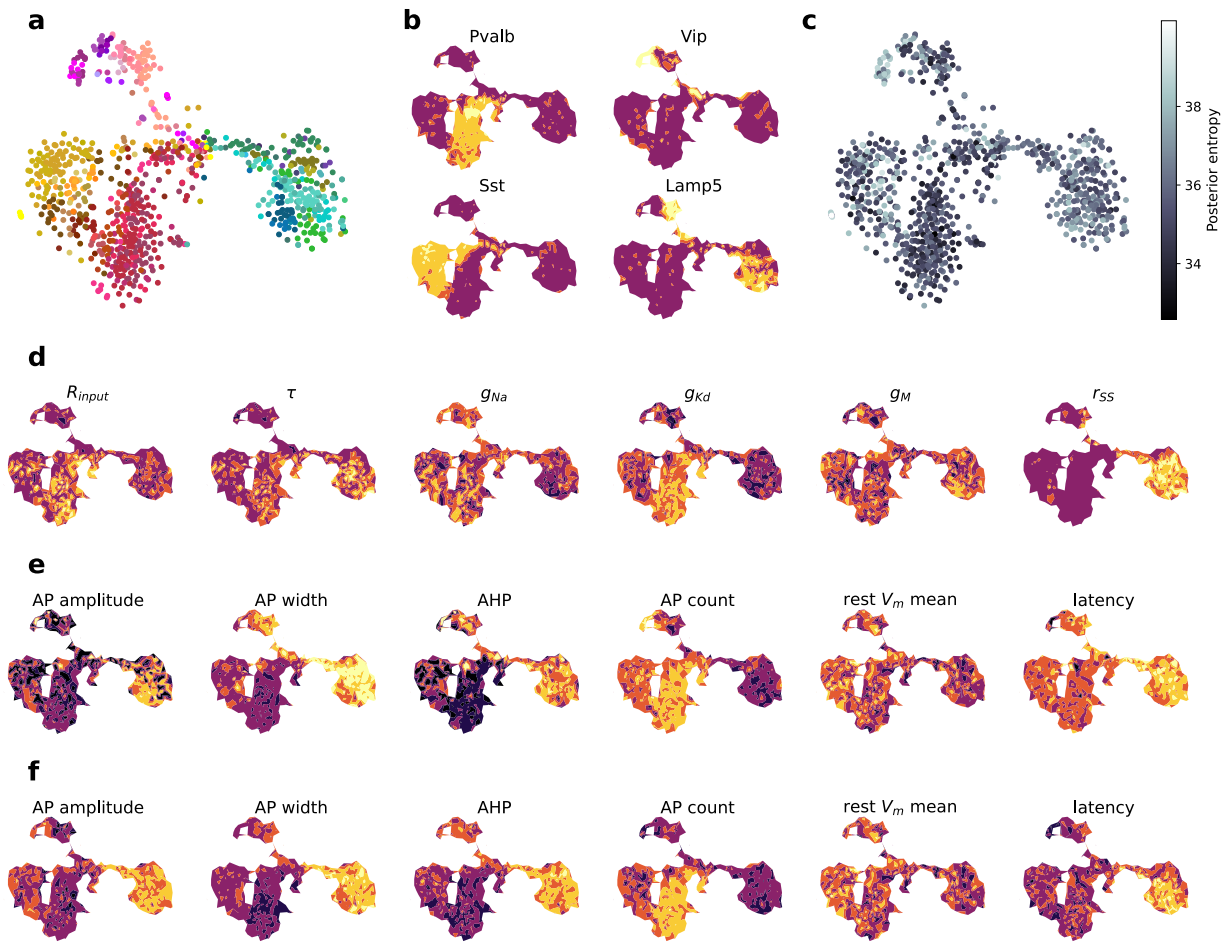 a
b
c
Pvalb
Vip
Sst
Lamp5
38
36
34
Posterior entropy
d
R_input
τ
g_Na
g_Kd
g_M
r_SS
e
AP amplitude
AP width
AHP
AP count
rest V_m mean
latency
f
AP amplitude
AP width
AHP
AP count
rest V_m mean
latency